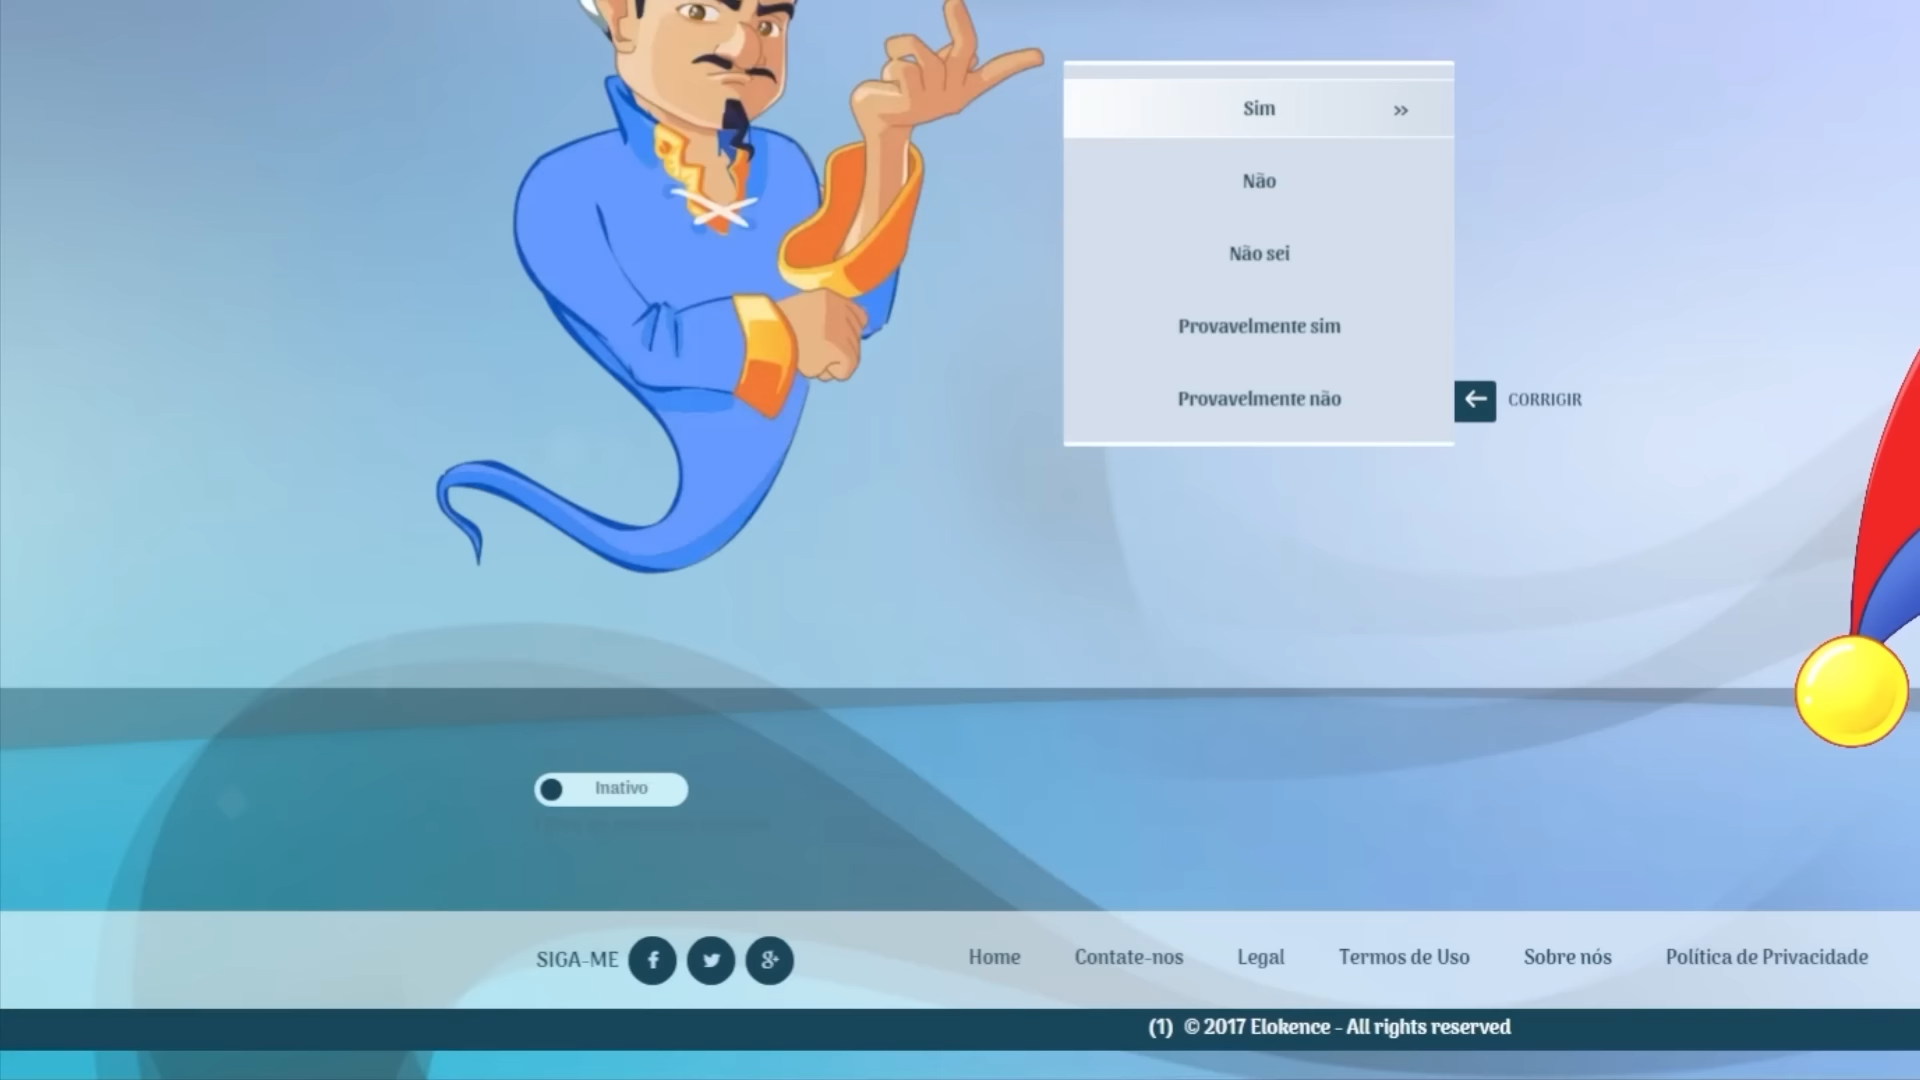 Sim »
Não
Não sei
Provavelmente sim
Provavelmente não
CORRIGIR
Inativo
SIGA-ME
Home Contate-nos Legal Termos de Uso Sobre nós Política de Privacidade
(1) © 2017 Elokence - All rights reserved